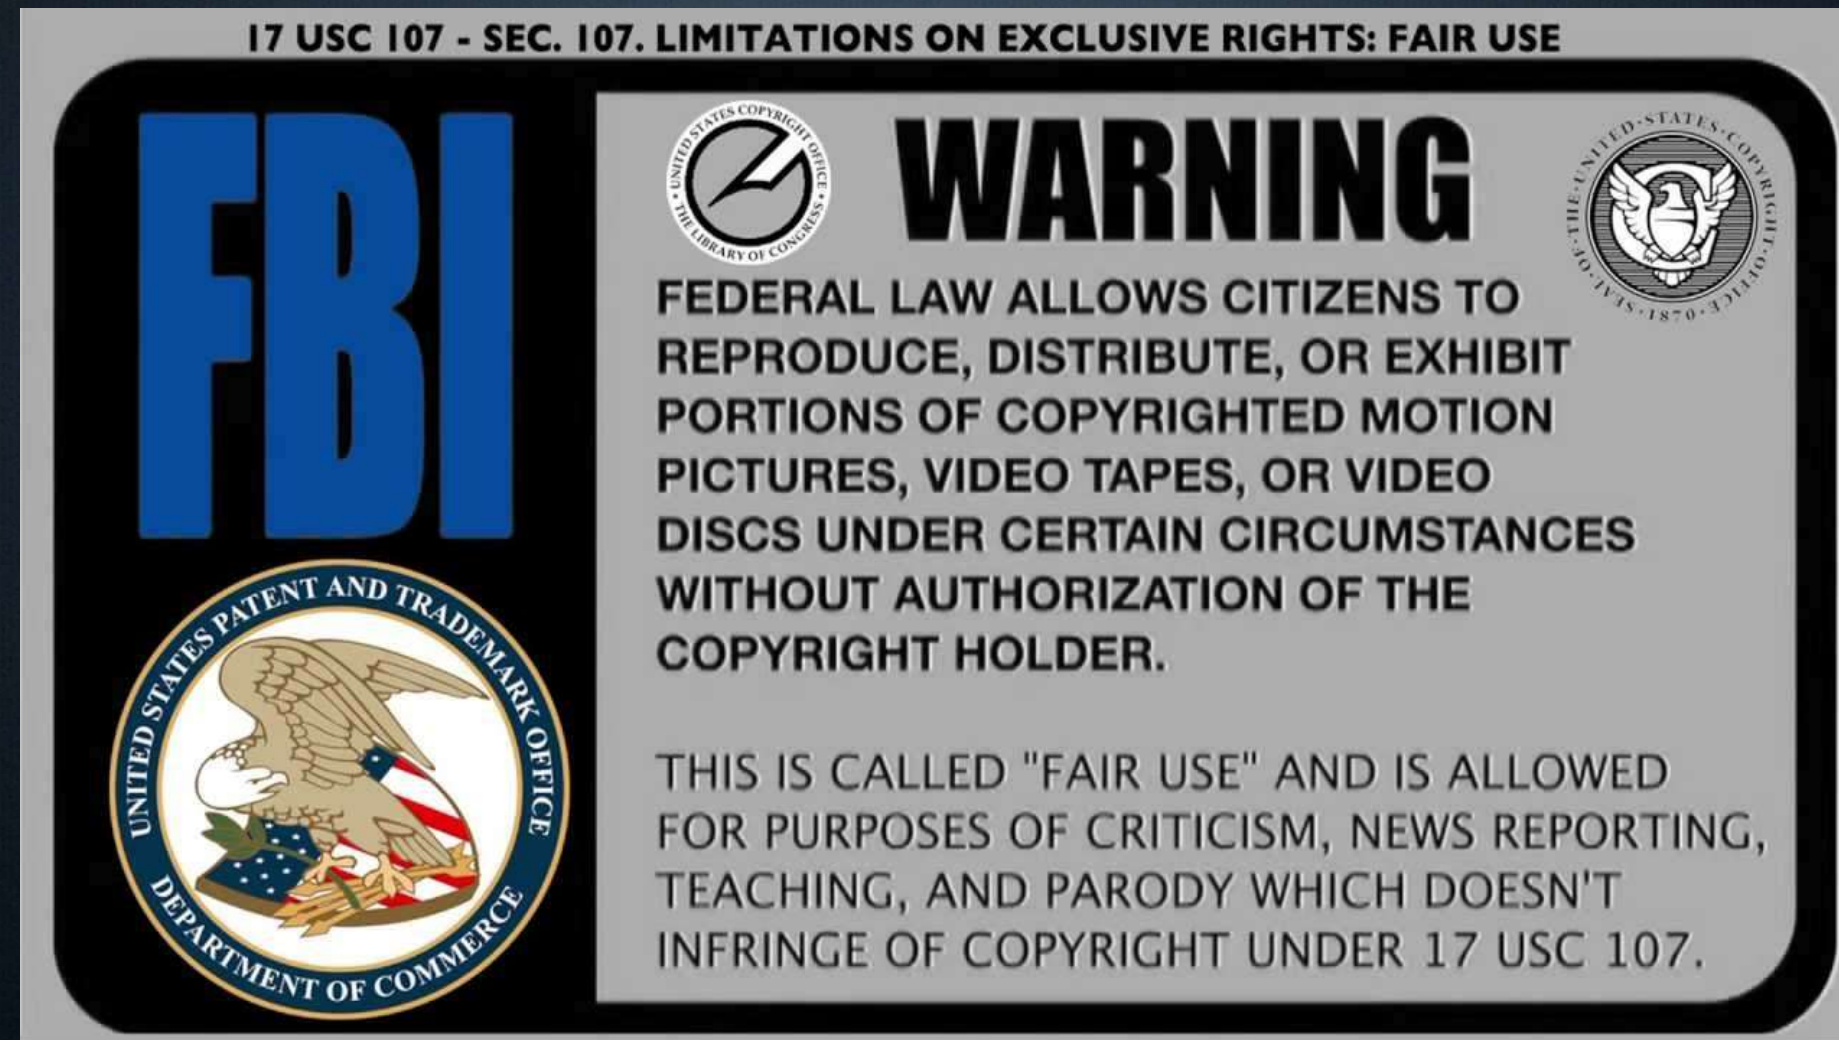 17 USC 107 - SEC. 107. LIMITATIONS ON EXCLUSIVE RIGHTS: FAIR USE
FBI
UNITED STATES COPYRIGHT OFFICE
THE LIBRARY OF CONGRESS
WARNING
SEAL·OF·THE·UNITED·STATES·COPYRIGHT·OFFICE
·1870·
FEDERAL LAW ALLOWS CITIZENS TO
REPRODUCE, DISTRIBUTE, OR EXHIBIT
PORTIONS OF COPYRIGHTED MOTION
PICTURES, VIDEO TAPES, OR VIDEO
DISCS UNDER CERTAIN CIRCUMSTANCES
WITHOUT AUTHORIZATION OF THE
COPYRIGHT HOLDER.
THIS IS CALLED "FAIR USE" AND IS ALLOWED
FOR PURPOSES OF CRITICISM, NEWS REPORTING,
TEACHING, AND PARODY WHICH DOESN'T
INFRINGE OF COPYRIGHT UNDER 17 USC 107.
UNITED STATES PATENT AND TRADEMARK OFFICE
DEPARTMENT OF COMMERCE